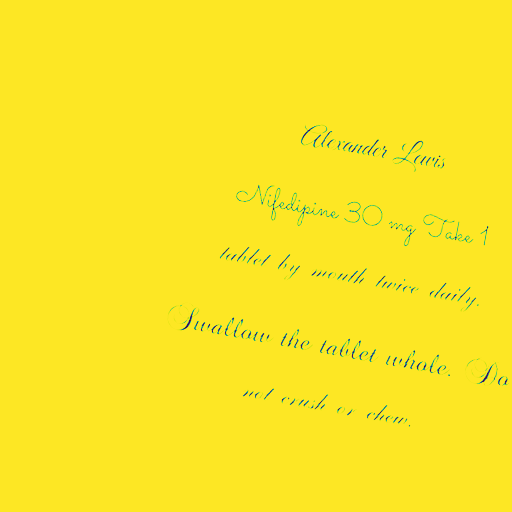 Alexander Lewis
Nifedipine 30 mg Take 1
tablet by mouth twice daily.
Swallow the tablet whole. Do
not crush or chew.